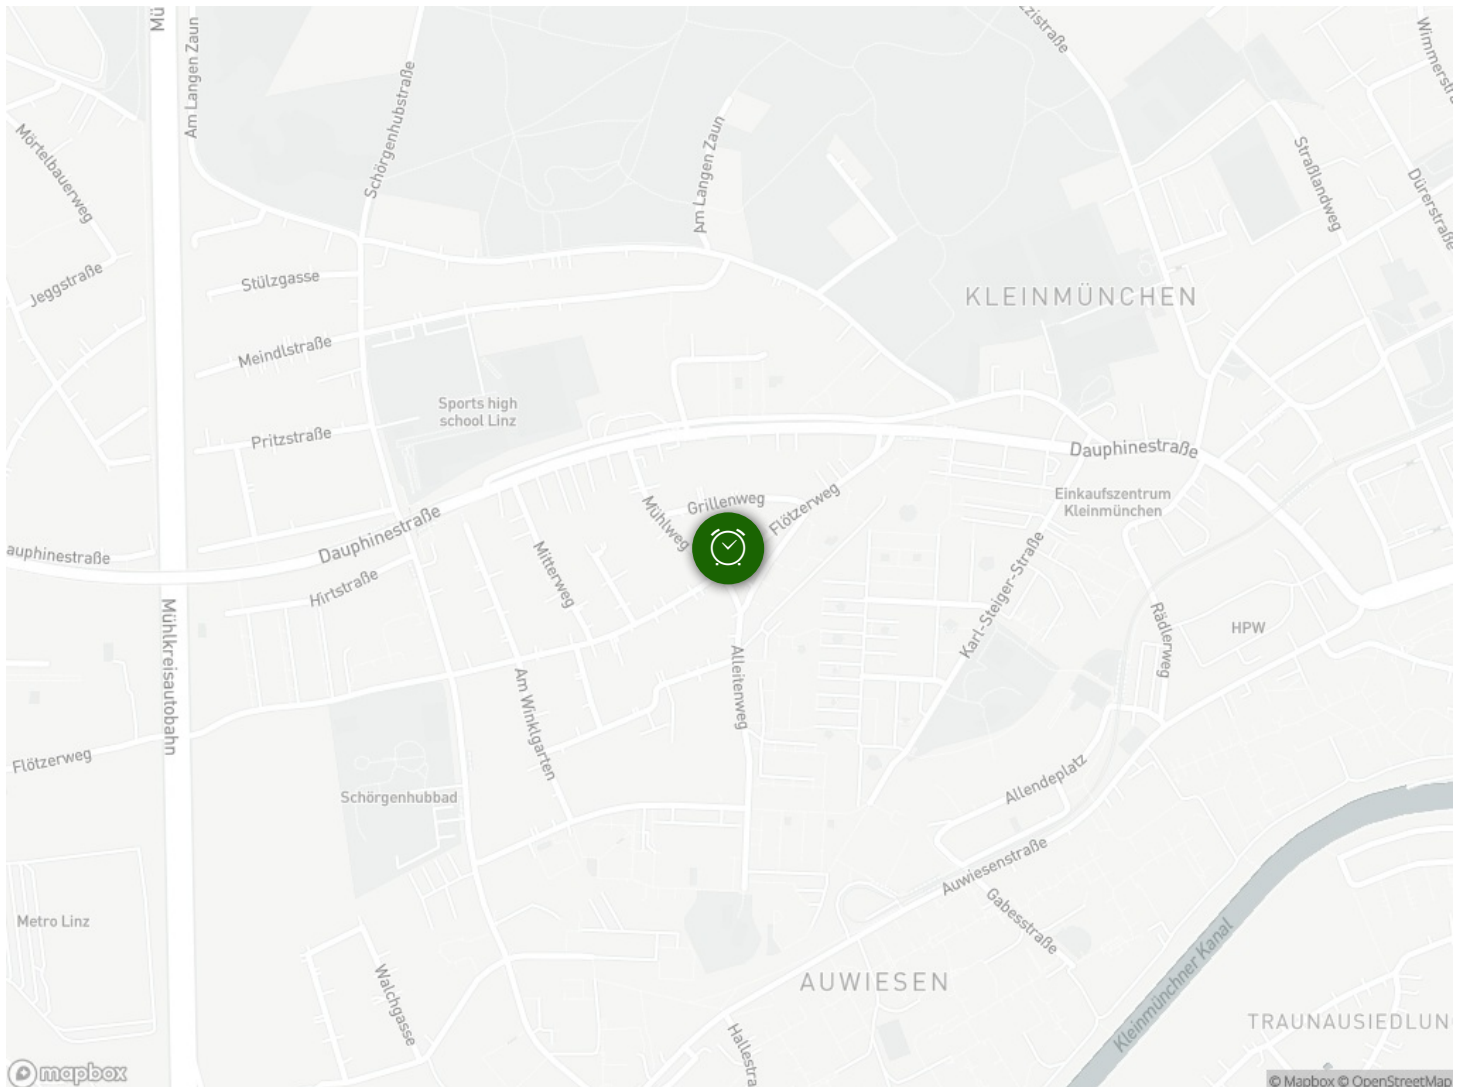 Mü
Am Langen Zaun
Schörgenhubstraße
zzistraße
Wimmerstra
Mörtelbauerweg
Am Langen Zaun
Straßlandweg
Dürerstraße
Jeggstraße
Stülzgasse
KLEINMÜNCHEN
Meindlstraße
Sports high
school Linz
Pritzstraße
Dauphinestraße
Einkaufszentrum
Kleinmünchen
Grillenweg
Mühlweg
Flötzerweg
Dauphinestraße
auphinestraße
Mitterweg
Hirtstraße
Karl-Steiger-Straße
Rädlerweg
HPW
Mühlkreisautobahn
Alleitenweg
Am Winklgarten
Flötzerweg
Schörgenhubbad
Allendeplatz
Auwiesenstraße
Gabesstraße
Metro Linz
Walchgasse
AUWIESEN
Kleinmünchner Kanal
TRAUNAUSIEDLUN
Hallestra
mapbox
© Mapbox © OpenStreetMap